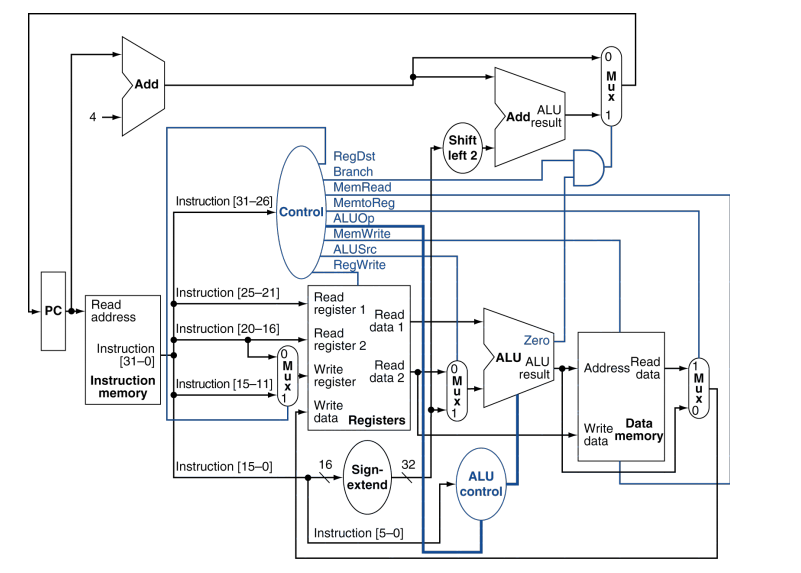 Add
4
Add
ALU
result
0
M
u
x
1
Shift
left 2
RegDst
Branch
MemRead
MemtoReg
ALUOp
MemWrite
ALUSrc
RegWrite
Control
Instruction [31–26]
Instruction [25–21]
Instruction [20–16]
Instruction [15–11]
Instruction [15–0]
Instruction [5–0]
PC
Read
address
Instruction
[31–0]
Instruction
memory
0
M
u
x
1
Read
register 1
Read
register 2
Write
register
Write
data
Read
data 1
Read
data 2
Registers
0
M
u
x
1
Zero
ALU
ALU
result
Address
Read
data
Write
data
Data
memory
1
M
u
x
0
16
Sign-
extend
32
ALU
control